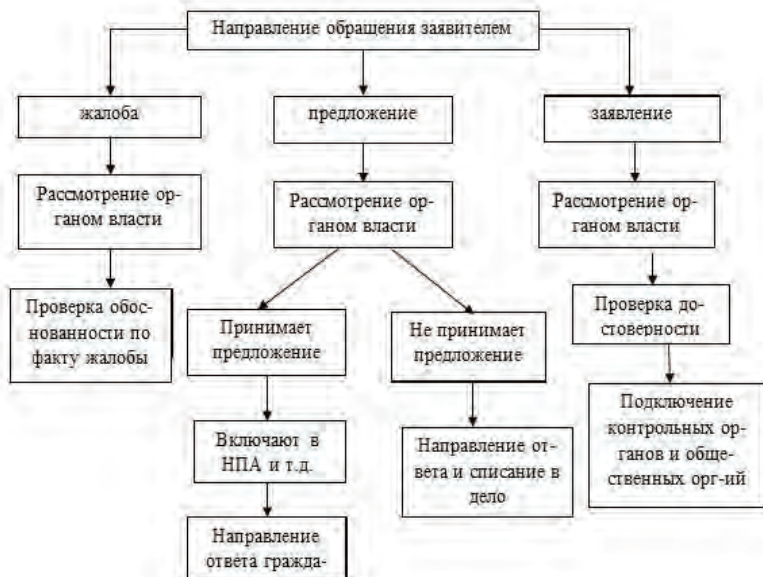 Направление обращения заявителем
жалоба
предложение
заявление
Рассмотрение ор-
ганом власти
Рассмотрение ор-
ганом власти
Рассмотрение ор-
ганом власти
Проверка обос-
нованности по
факту жалобы
Принимает
предложение
Не принимает
предложение
Проверка до-
стоверности
Включают в
НПА и т.д.
Направление от-
вета и списание в
дело
Подключение
контрольных ор-
ганов и обще-
ственных орг-ий
Направление
ответа гражда-